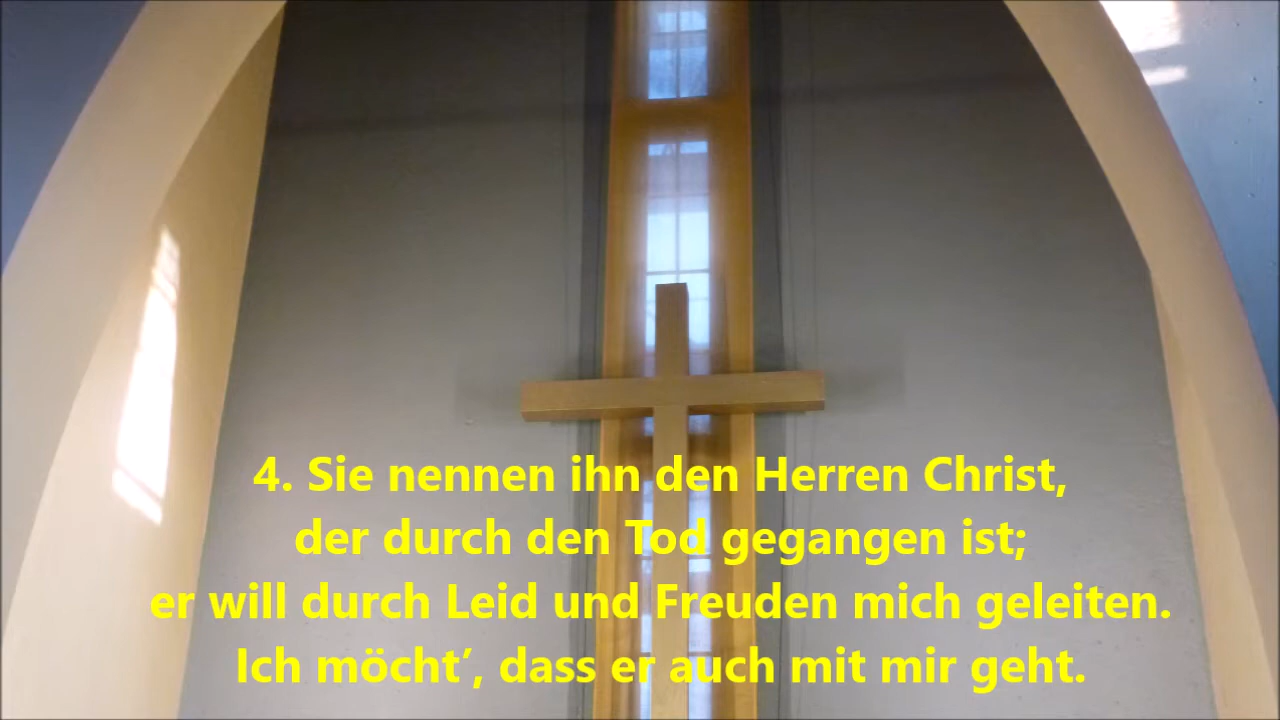 4. Sie nennen ihn den Herren Christ,
der durch den Tod gegangen ist;
er will durch Leid und Freuden mich geleiten.
Ich möcht’, dass er auch mit mir geht.